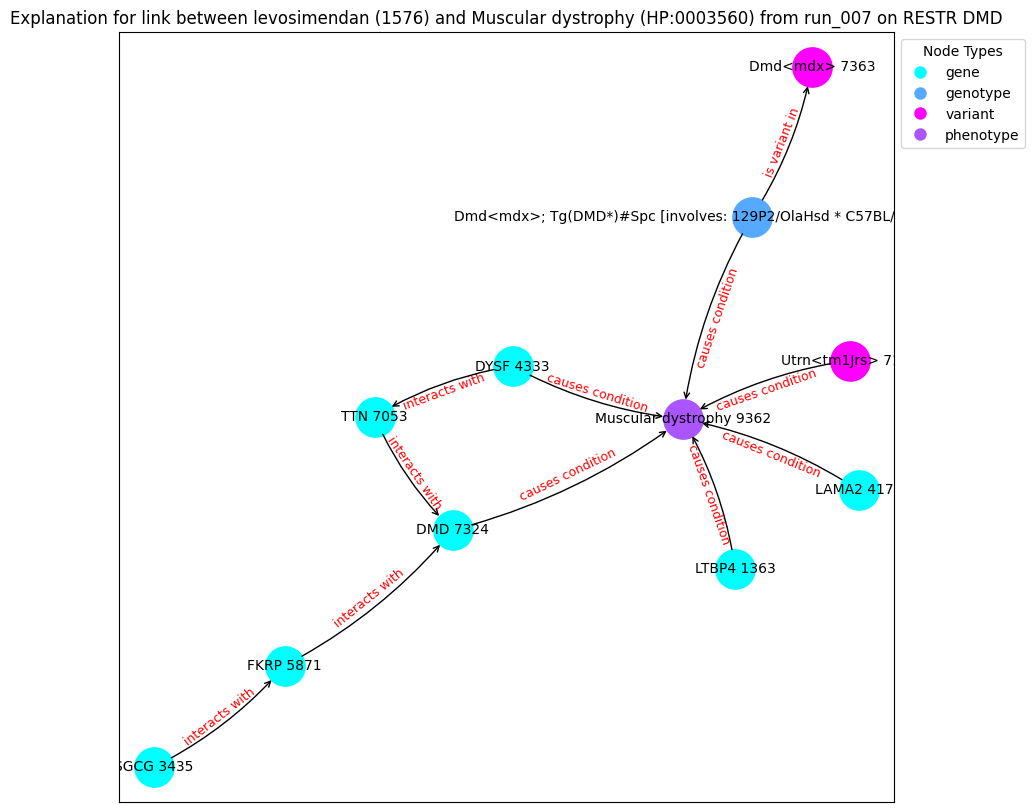 Explanation for link between levosimendan (1576) and Muscular dystrophy (HP:0003560) from run_007 on RESTR DMD
Node Types
gene
genotype
variant
phenotype
Dmd<mdx> 7363
is variant in
Dmd<mdx>; Tg(DMD*)#Spc [involves: 129P2/OlaHsd * C57BL/
causes condition
Utrn<tm1Jrs> 7
causes condition
DYSF 4333
interacts with
causes condition
TTN 7053
Muscular dystrophy 9362
interacts with
causes condition
causes condition
causes condition
LAMA2 417
DMD 7324
LTBP4 1363
interacts with
FKRP 5871
interacts with
SGCG 3435